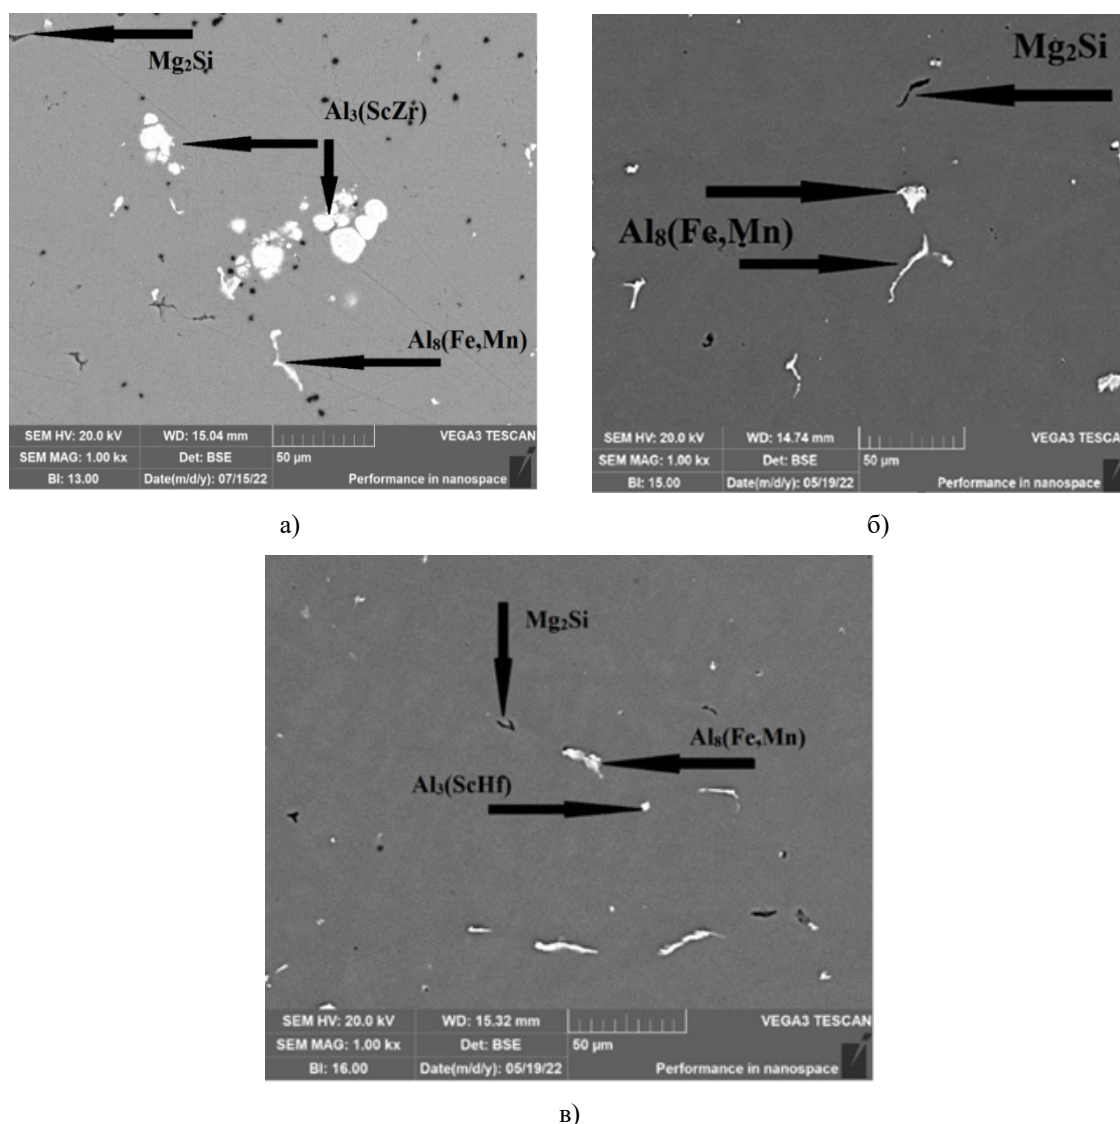 Mg₂Si
Al₃(ScZr)
Al₈(Fe,Mn)
SEM HV: 20.0 kV WD: 15.04 mm VEGA3 TESCAN
SEM MAG: 1.00 kx Det: BSE 50 µm
BI: 13.00 Date(m/d/y): 07/15/22 Performance in nanospace
а)
Mg₂Si
Al₈(Fe,Mn)
SEM HV: 20.0 kV WD: 14.74 mm VEGA3 TESCAN
SEM MAG: 1.00 kx Det: BSE 50 µm
BI: 15.00 Date(m/d/y): 05/19/22 Performance in nanospace
б)
Mg₂Si
Al₈(Fe,Mn)
Al₃(ScHf)
SEM HV: 20.0 kV WD: 15.32 mm VEGA3 TESCAN
SEM MAG: 1.00 kx Det: BSE 50 µm
BI: 16.00 Date(m/d/y): 05/19/22 Performance in nanospace
в)